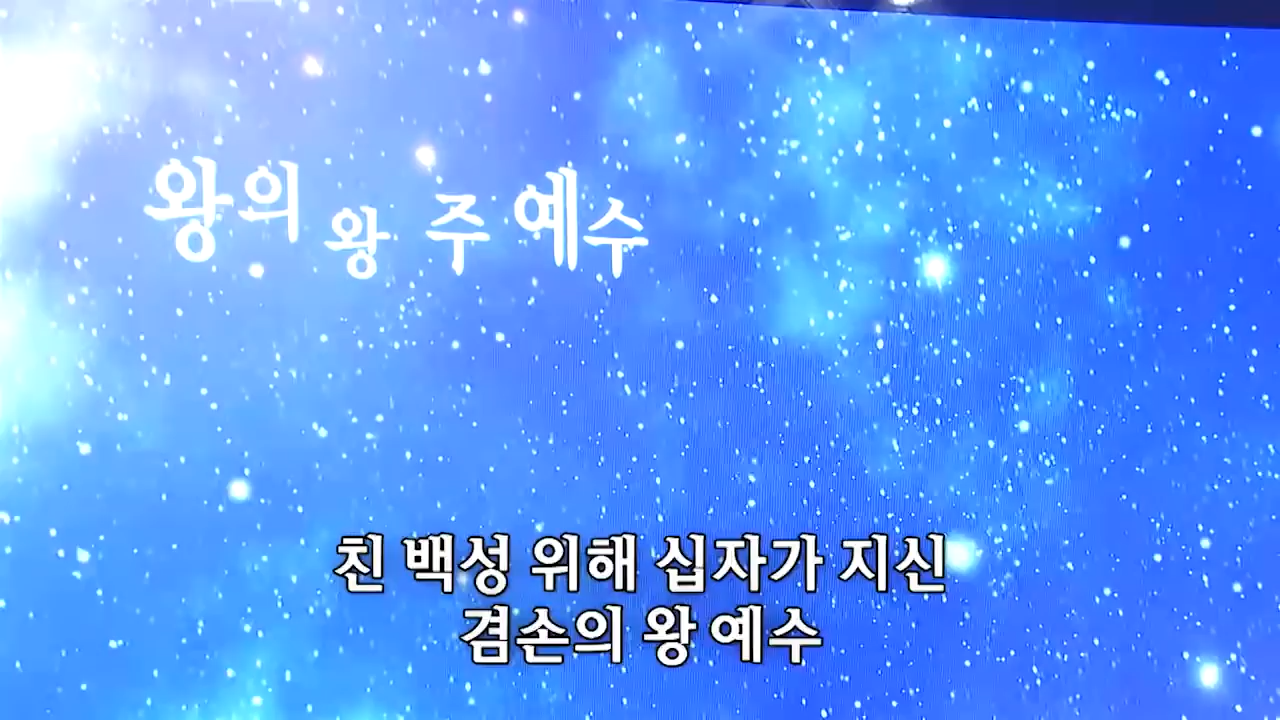 왕의 왕 주 예수
친 백성 위해 십자가 지신
겸손의 왕 예수